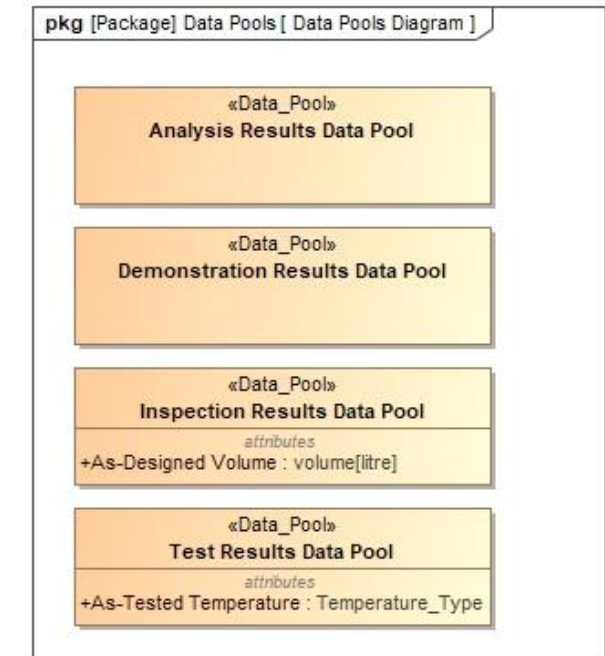 pkg [Package] Data Pools [ Data Pools Diagram ]
«Data_Pool»
Analysis Results Data Pool
«Data_Pool»
Demonstration Results Data Pool
«Data_Pool»
Inspection Results Data Pool
attributes
+As-Designed Volume : volume[litre]
«Data_Pool»
Test Results Data Pool
attributes
+As-Tested Temperature : Temperature_Type